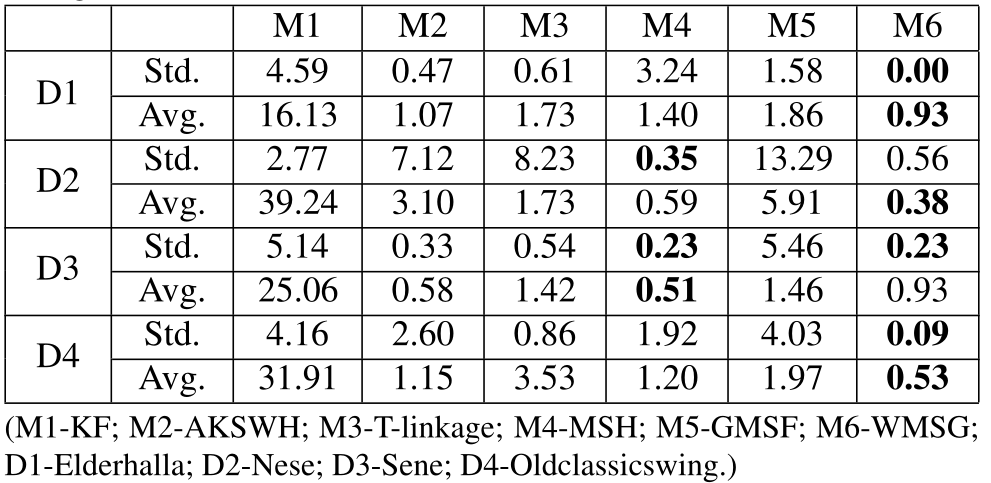 M1 M2 M3 M4 M5 M6
D1 Std. 4.59 0.47 0.61 3.24 1.58 0.00
Avg. 16.13 1.07 1.73 1.40 1.86 0.93
D2 Std. 2.77 7.12 8.23 0.35 13.29 0.56
Avg. 39.24 3.10 1.73 0.59 5.91 0.38
D3 Std. 5.14 0.33 0.54 0.23 5.46 0.23
Avg. 25.06 0.58 1.42 0.51 1.46 0.93
D4 Std. 4.16 2.60 0.86 1.92 4.03 0.09
Avg. 31.91 1.15 3.53 1.20 1.97 0.53
(M1-KF; M2-AKSWH; M3-T-linkage; M4-MSH; M5-GMSF; M6-WMSG;
D1-Elderhalla; D2-Nese; D3-Sene; D4-Oldclassicswing.)